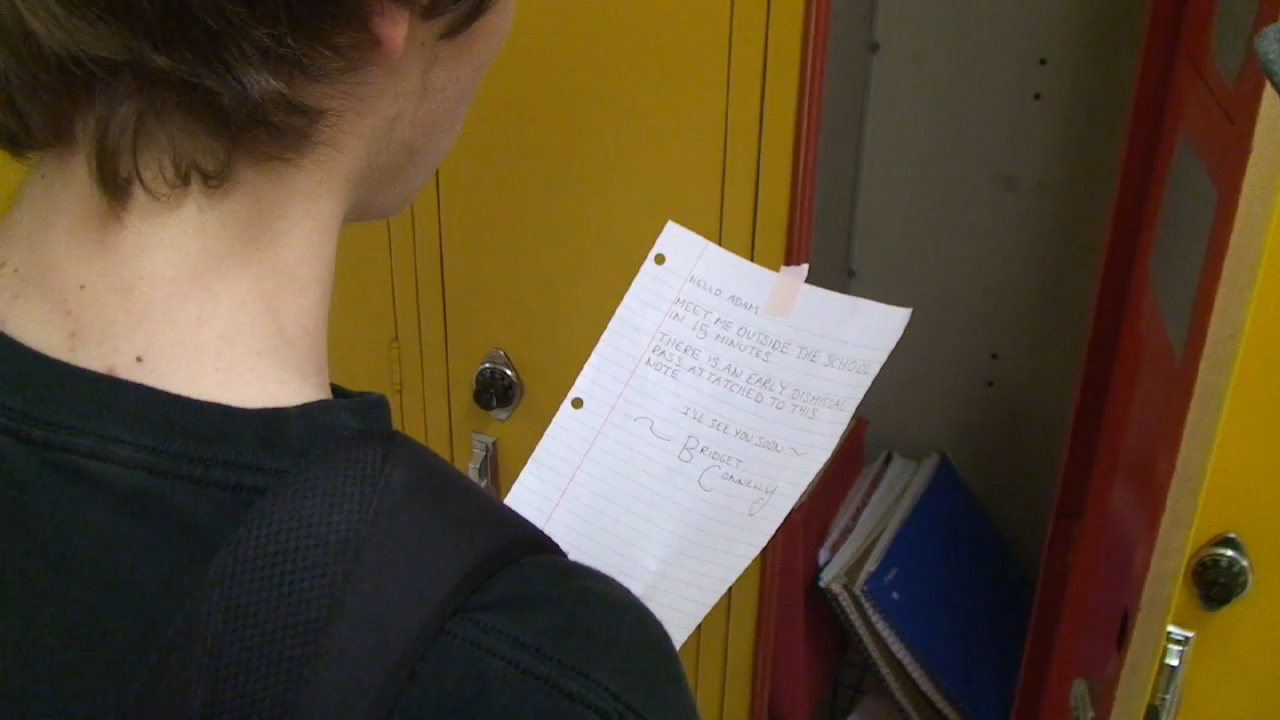 HELLO ADAM
MEET ME OUTSIDE THE SCHOOL
IN 15 MINUTES
THERE IS AN EARLY DISMISSAL
PASS ATTATCHED TO THIS
NOTE
I'LL SEE YOU SOON ~
~ BRIDGET
CONNELLY